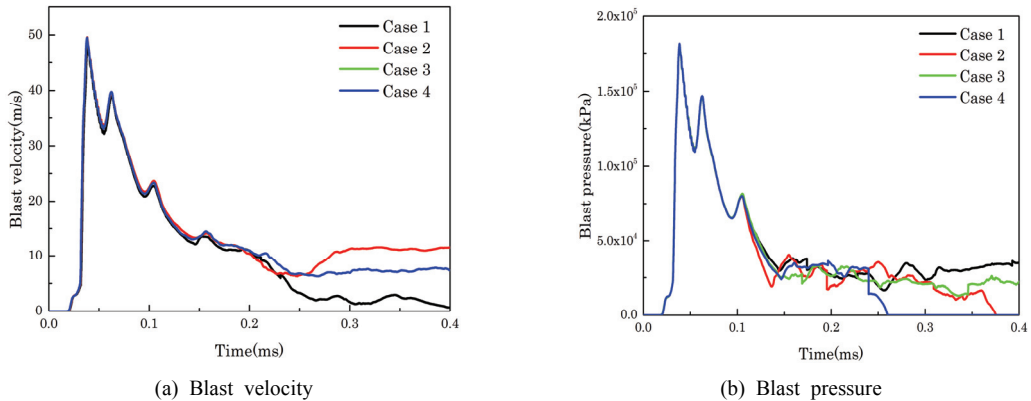 Case 1
Case 2
Case 3
Case 4
50
40
30
20
10
0
Blast velocity(m/s)
0.0
0.1
0.2
0.3
0.4
Time(ms)
(a) Blast velocity
Case 1
Case 2
Case 3
Case 4
2.0x10⁵
1.5x10⁵
1.0x10⁵
5.0x10⁴
0.0
Blast pressure(kPa)
0.0
0.1
0.2
0.3
0.4
Time(ms)
(b) Blast pressure